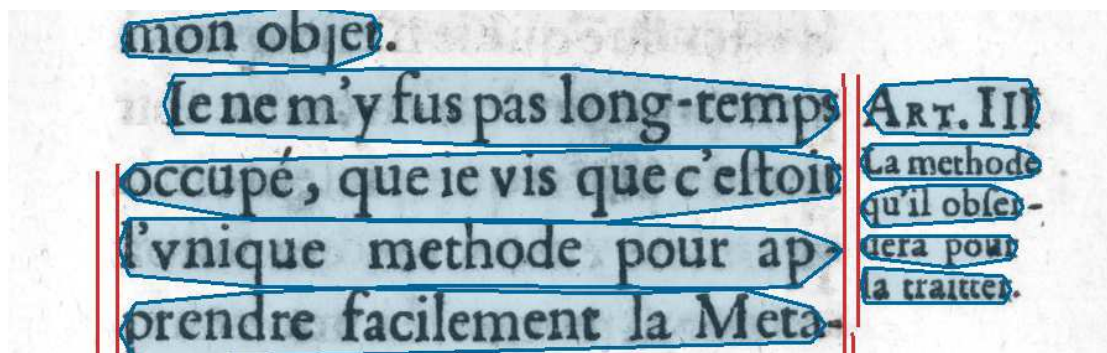 mon objet.
Ie ne m'y fus pas long-temps
occupé, que ie vis que c'eſtoit
l'vnique methode pour ap-
prendre facilement la Meta-
ART. III
La methode
qu'il obſer-
uera pour
la traitter.